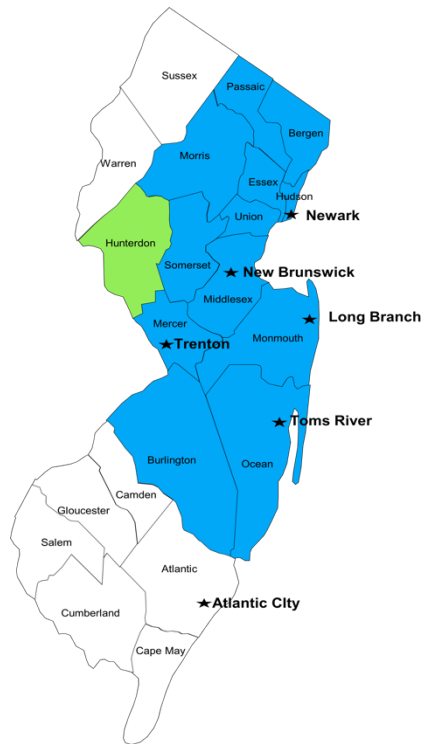 Sussex
Passaic
Bergen
Warren
Morris
Essex
Hudson
Union
Newark
Hunterdon
Somerset
New Brunswick
Middlesex
Long Branch
Mercer
Monmouth
Trenton
Toms River
Burlington
Ocean
Camden
Gloucester
Salem
Atlantic
Atlantic CIty
Cumberland
Cape May